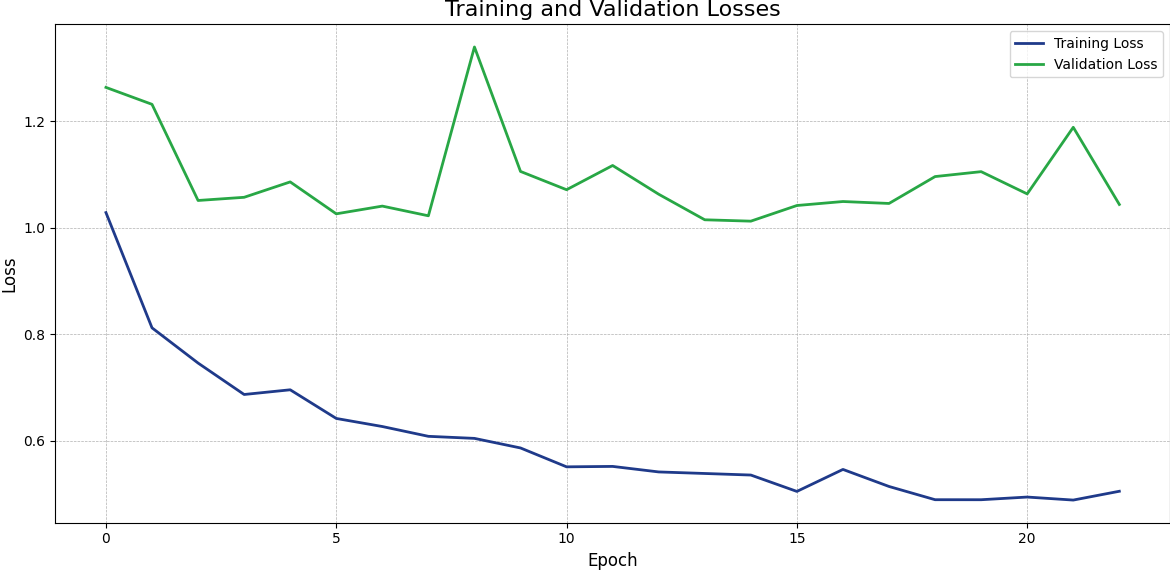 Training and Validation Losses
Training Loss
Validation Loss
1.2
1.0
0.8
0.6
Loss
0 5 10 15 20
Epoch